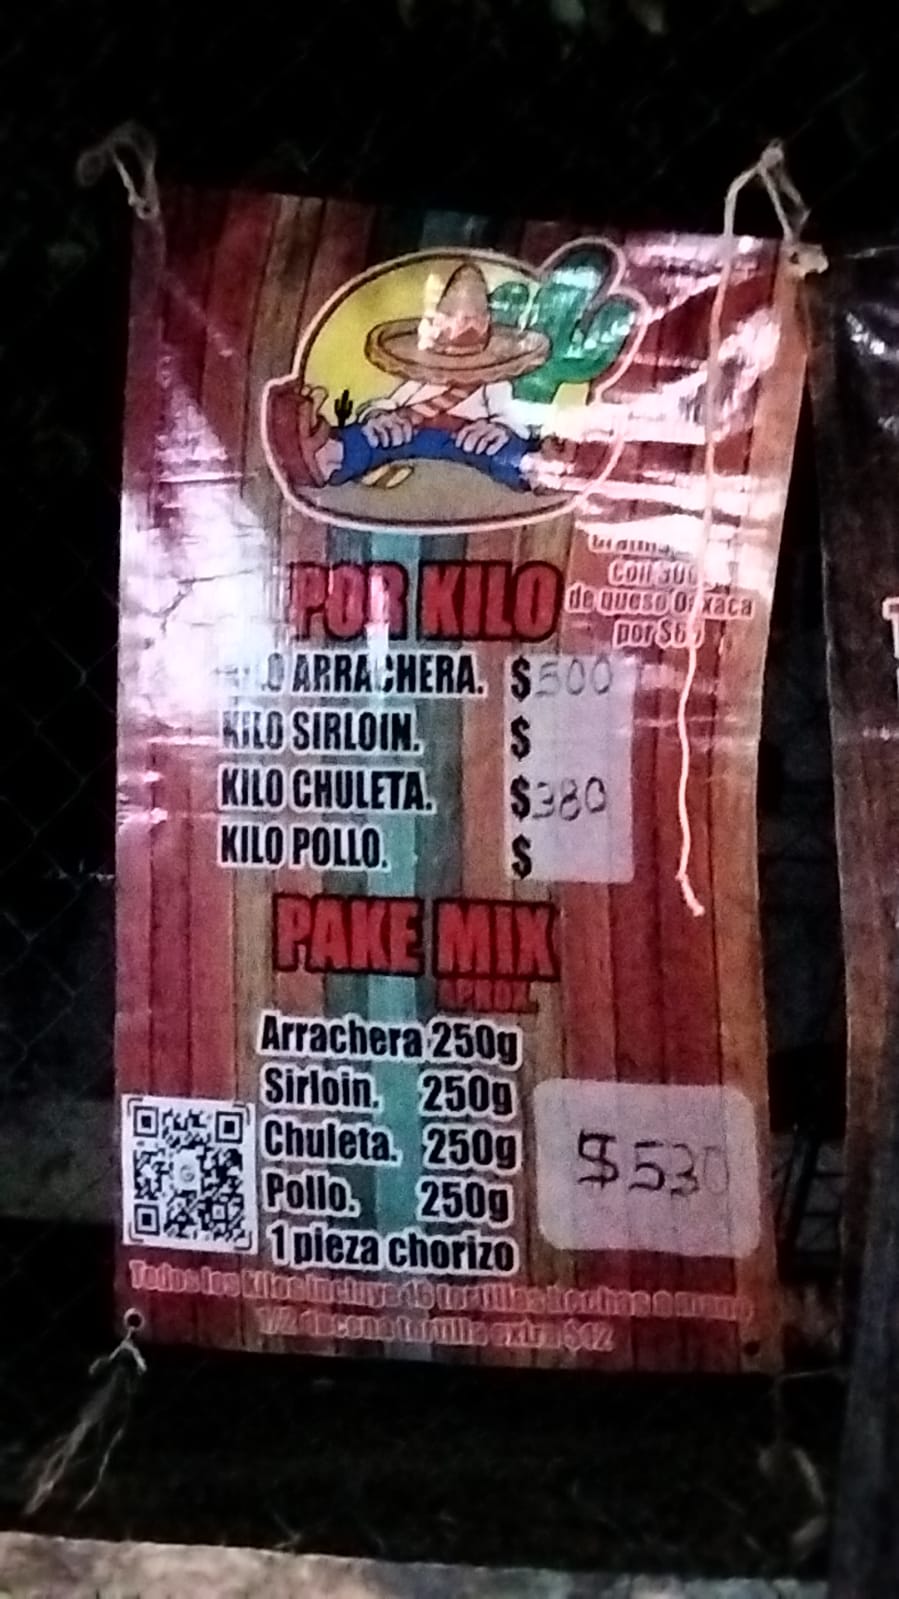 POR KILO
de queso Oaxaca
por $6
KILO ARRACHERA. $500
KILO SIRLOIN. $
KILO CHULETA. $380
KILO POLLO. $
PAKE MIX
APROX.
Arrachera 250g
Sirloin. 250g
Chuleta. 250g
Pollo. 250g
1 pieza chorizo
$530
Todos los kilos incluye 16 tortillas hechas a mano
1/2 docena tortilla extra $12